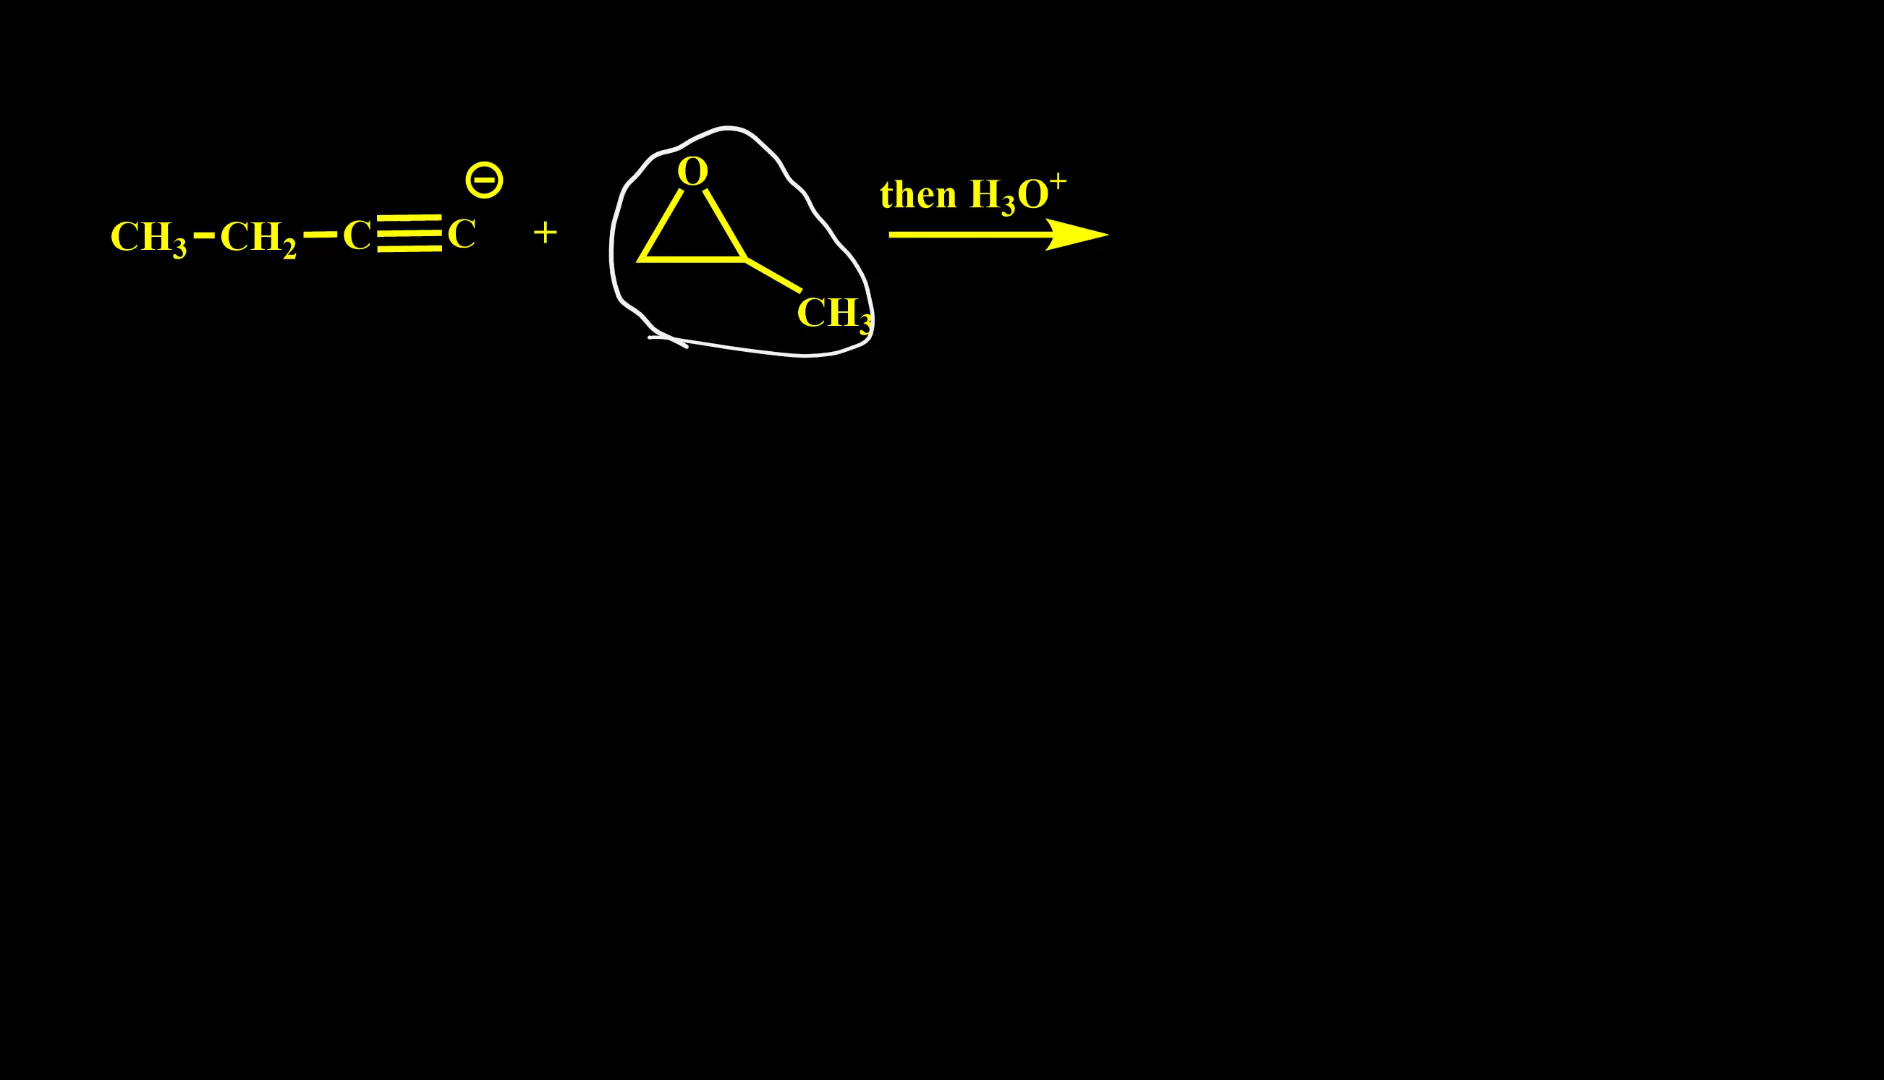 CH₃-CH₂-C≡C⊖ + O CH₃ then H₃O⁺